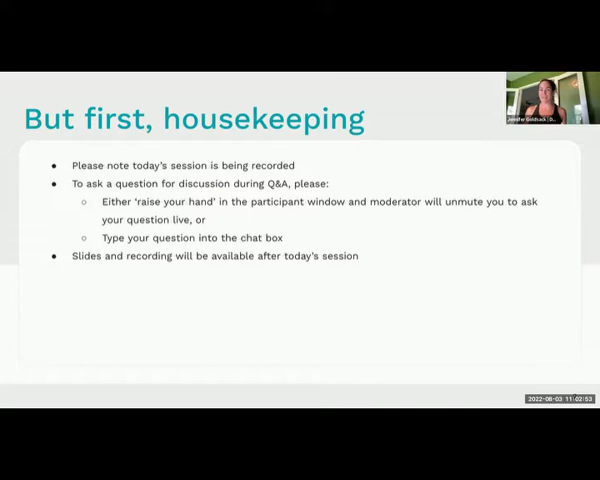 But first, housekeeping
Jennifer Goldsack
● Please note today's session is being recorded
● To ask a question for discussion during Q&A, please:
○ Either 'raise your hand' in the participant window and moderator will unmute you to ask
your question live, or
○ Type your question into the chat box
● Slides and recording will be available after today's session
2022-08-03 11:02:53